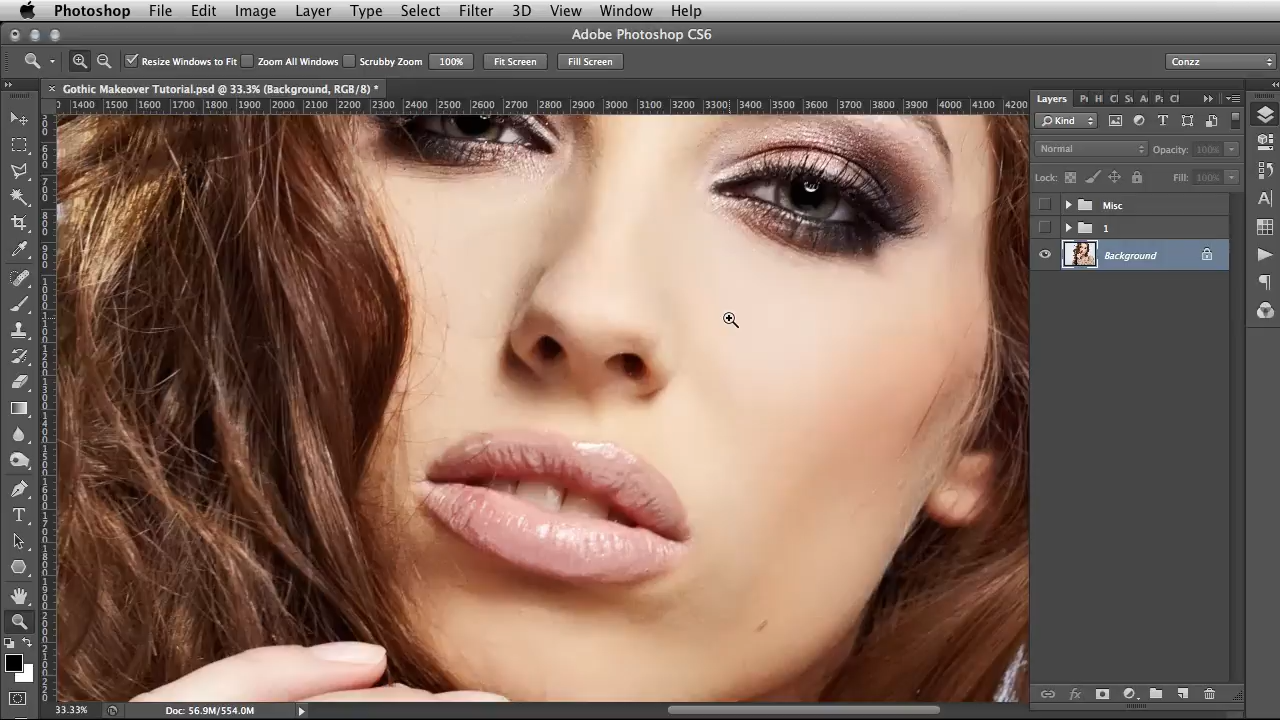 Photoshop File Edit Image Layer Type Select Filter 3D View Window Help
Adobe Photoshop CS6
Resize Windows to Fit Zoom All Windows Scrubby Zoom 100% Fit Screen Fill Screen Conzz
Gothic Makeover Tutorial.psd @ 33.3% (Background, RGB/8) *
1400 1500 1600 1700 1800 1900 2000 2100 2200 2300 2400 2500 2600 2700 2800 2900 3000 3100 3200 3300 3400 3500 3600 3700 3800 3900 4000 4100 4200
Layers
Kind
Normal Opacity: 100%
Lock: Fill: 100%
Misc
1
Background
33.33% Doc: 56.9M/554.0M